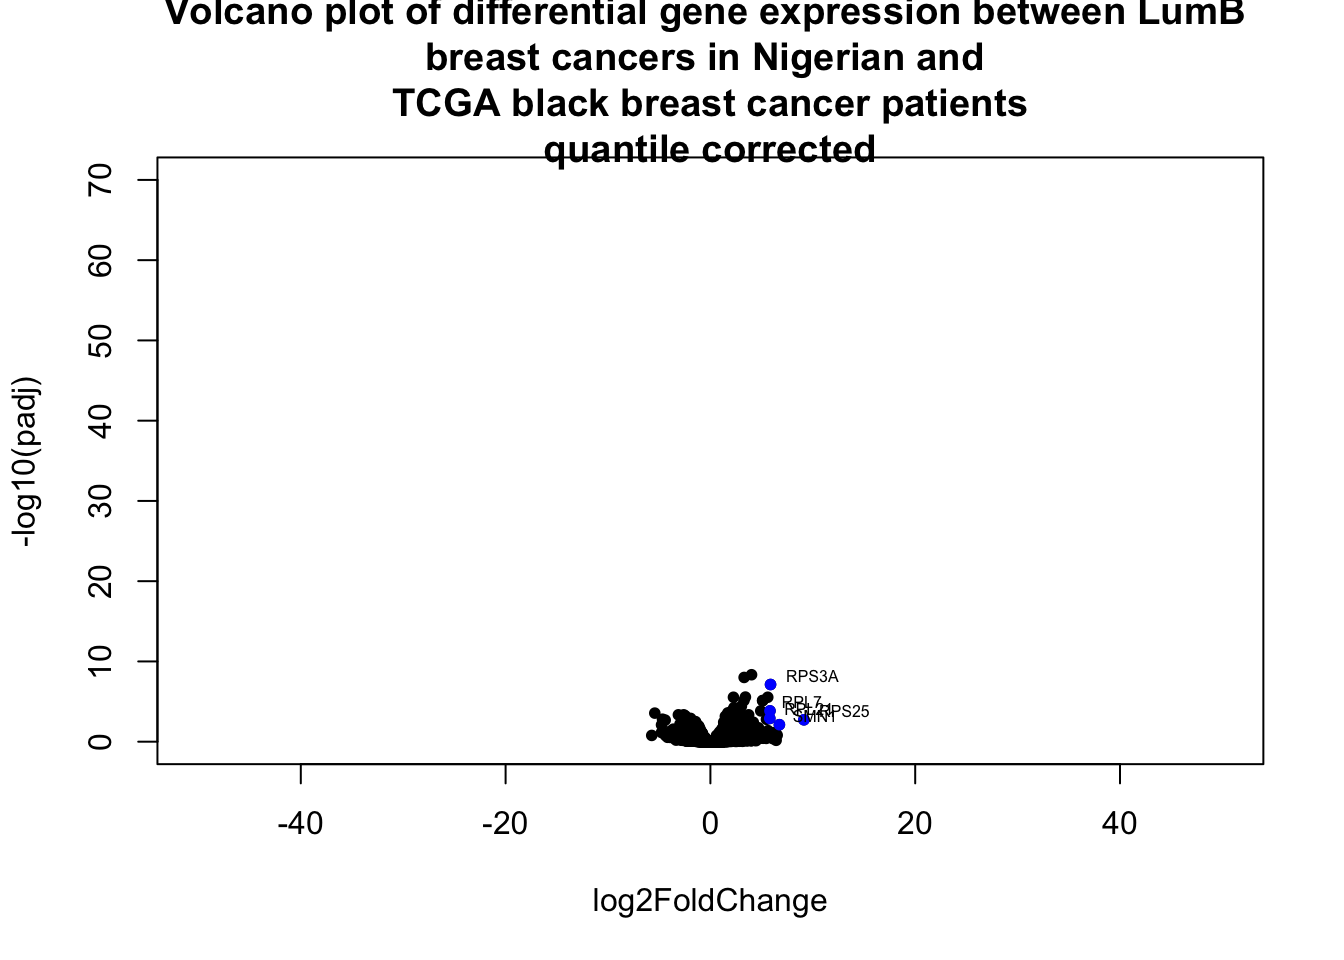 Volcano plot of differential gene expression between LumB
breast cancers in Nigerian and
TCGA black breast cancer patients
quantile corrected
70
60
50
40
30
20
10
0
-log10(padj)
RPS3A
RPL7
RPS25
-40
-20
0
20
40
log2FoldChange